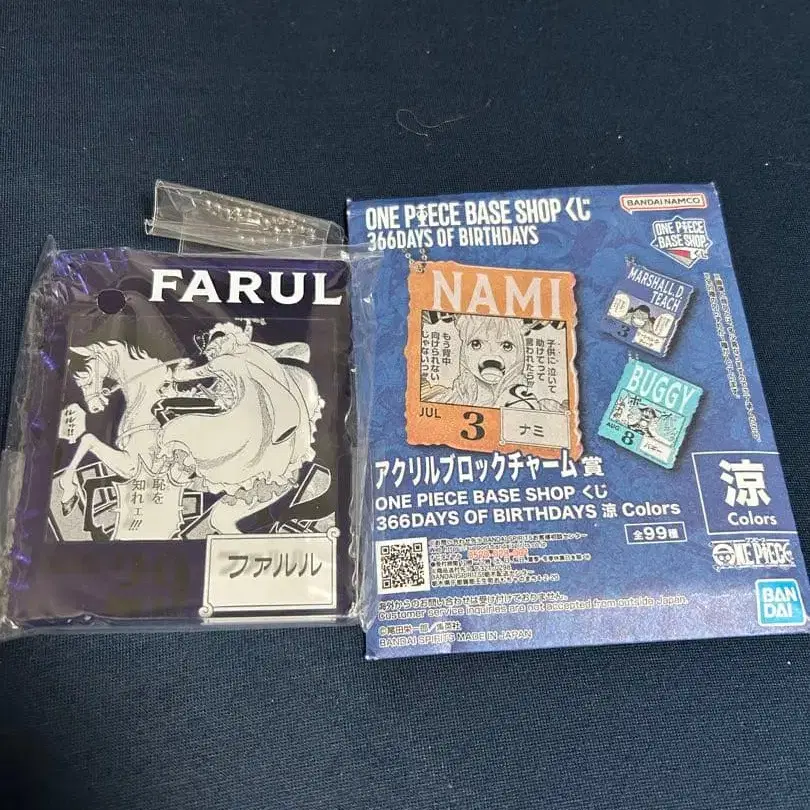 FARUL
恥を
知れェ!!!
ファルル
ONE PIECE BASE SHOP くじ
366DAYS OF BIRTHDAYS
BANDAI NAMCO
ONE PIECE
BASE SHOP
NAMI
子供に泣いて
助けてって
言われたら!!!
もう背中
向けられない
じゃないっ!!!
JUL
3
ナミ
MARSHALL.D.
TEACH
3
BUGGY
AUG
8
アクリルブロックチャーム 賞
ONE PIECE BASE SHOP くじ
366DAYS OF BIRTHDAYS 涼 Colors
全99種
涼
Colors
ONE PIECE
BAN
DAI
海外からのお問い合わせは受け付けておりません。
Customer service inquiries are not accepted from outside Japan.
©尾田栄一郎／集英社
BANDAI SPIRITS MADE IN JAPAN